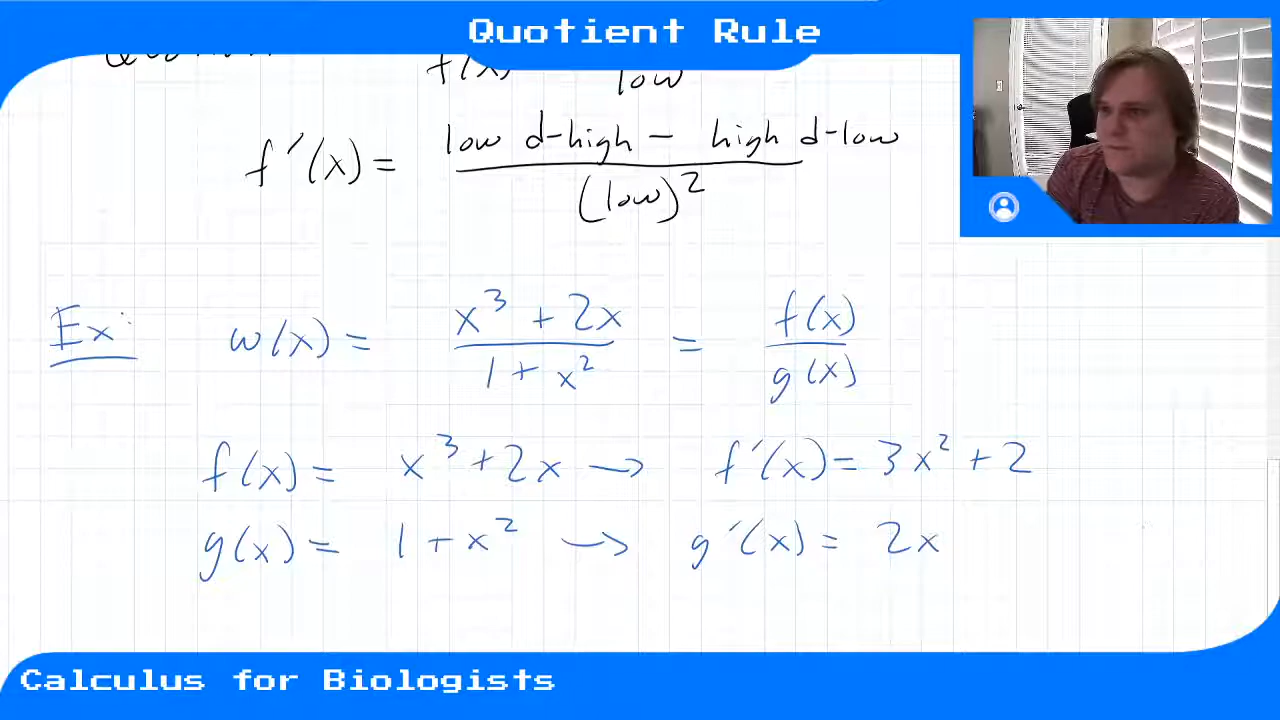 Quotient Rule
f(x)
low
f'(x) = low d-high - high d-low / (low)²
Ex: w(x) = x³ + 2x / 1 + x² = f(x) / g(x)
f(x) = x³ + 2x → f'(x) = 3x² + 2
g(x) = 1 + x² → g'(x) = 2x
Calculus for Biologists